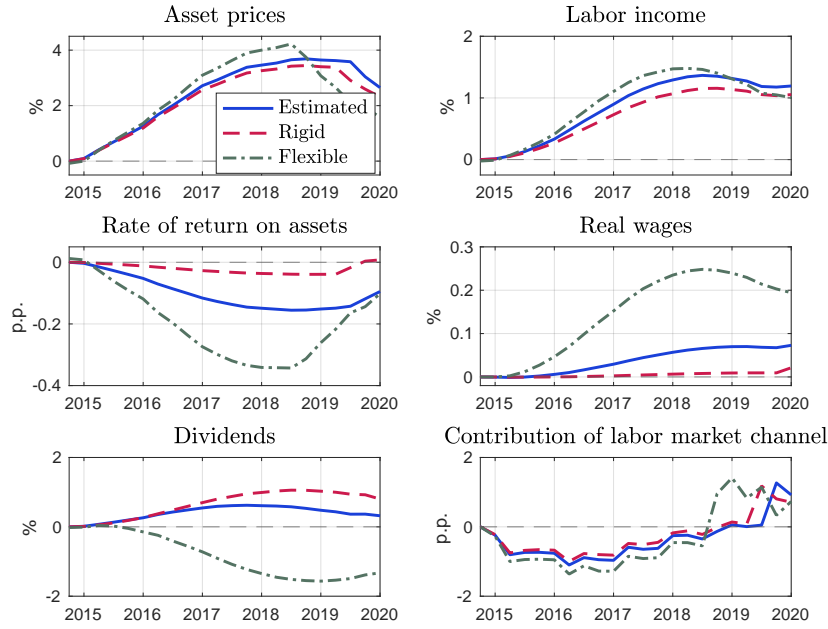 Asset prices
%
4
2
0
Estimated
Rigid
Flexible
2015 2016 2017 2018 2019 2020
Labor income
%
2
1
0
2015 2016 2017 2018 2019 2020
Rate of return on assets
p.p.
0
-0.2
-0.4
2015 2016 2017 2018 2019 2020
Real wages
%
0.3
0.2
0.1
0
2015 2016 2017 2018 2019 2020
Dividends
%
2
0
-2
2015 2016 2017 2018 2019 2020
Contribution of labor market channel
p.p.
2
0
-2
2015 2016 2017 2018 2019 2020